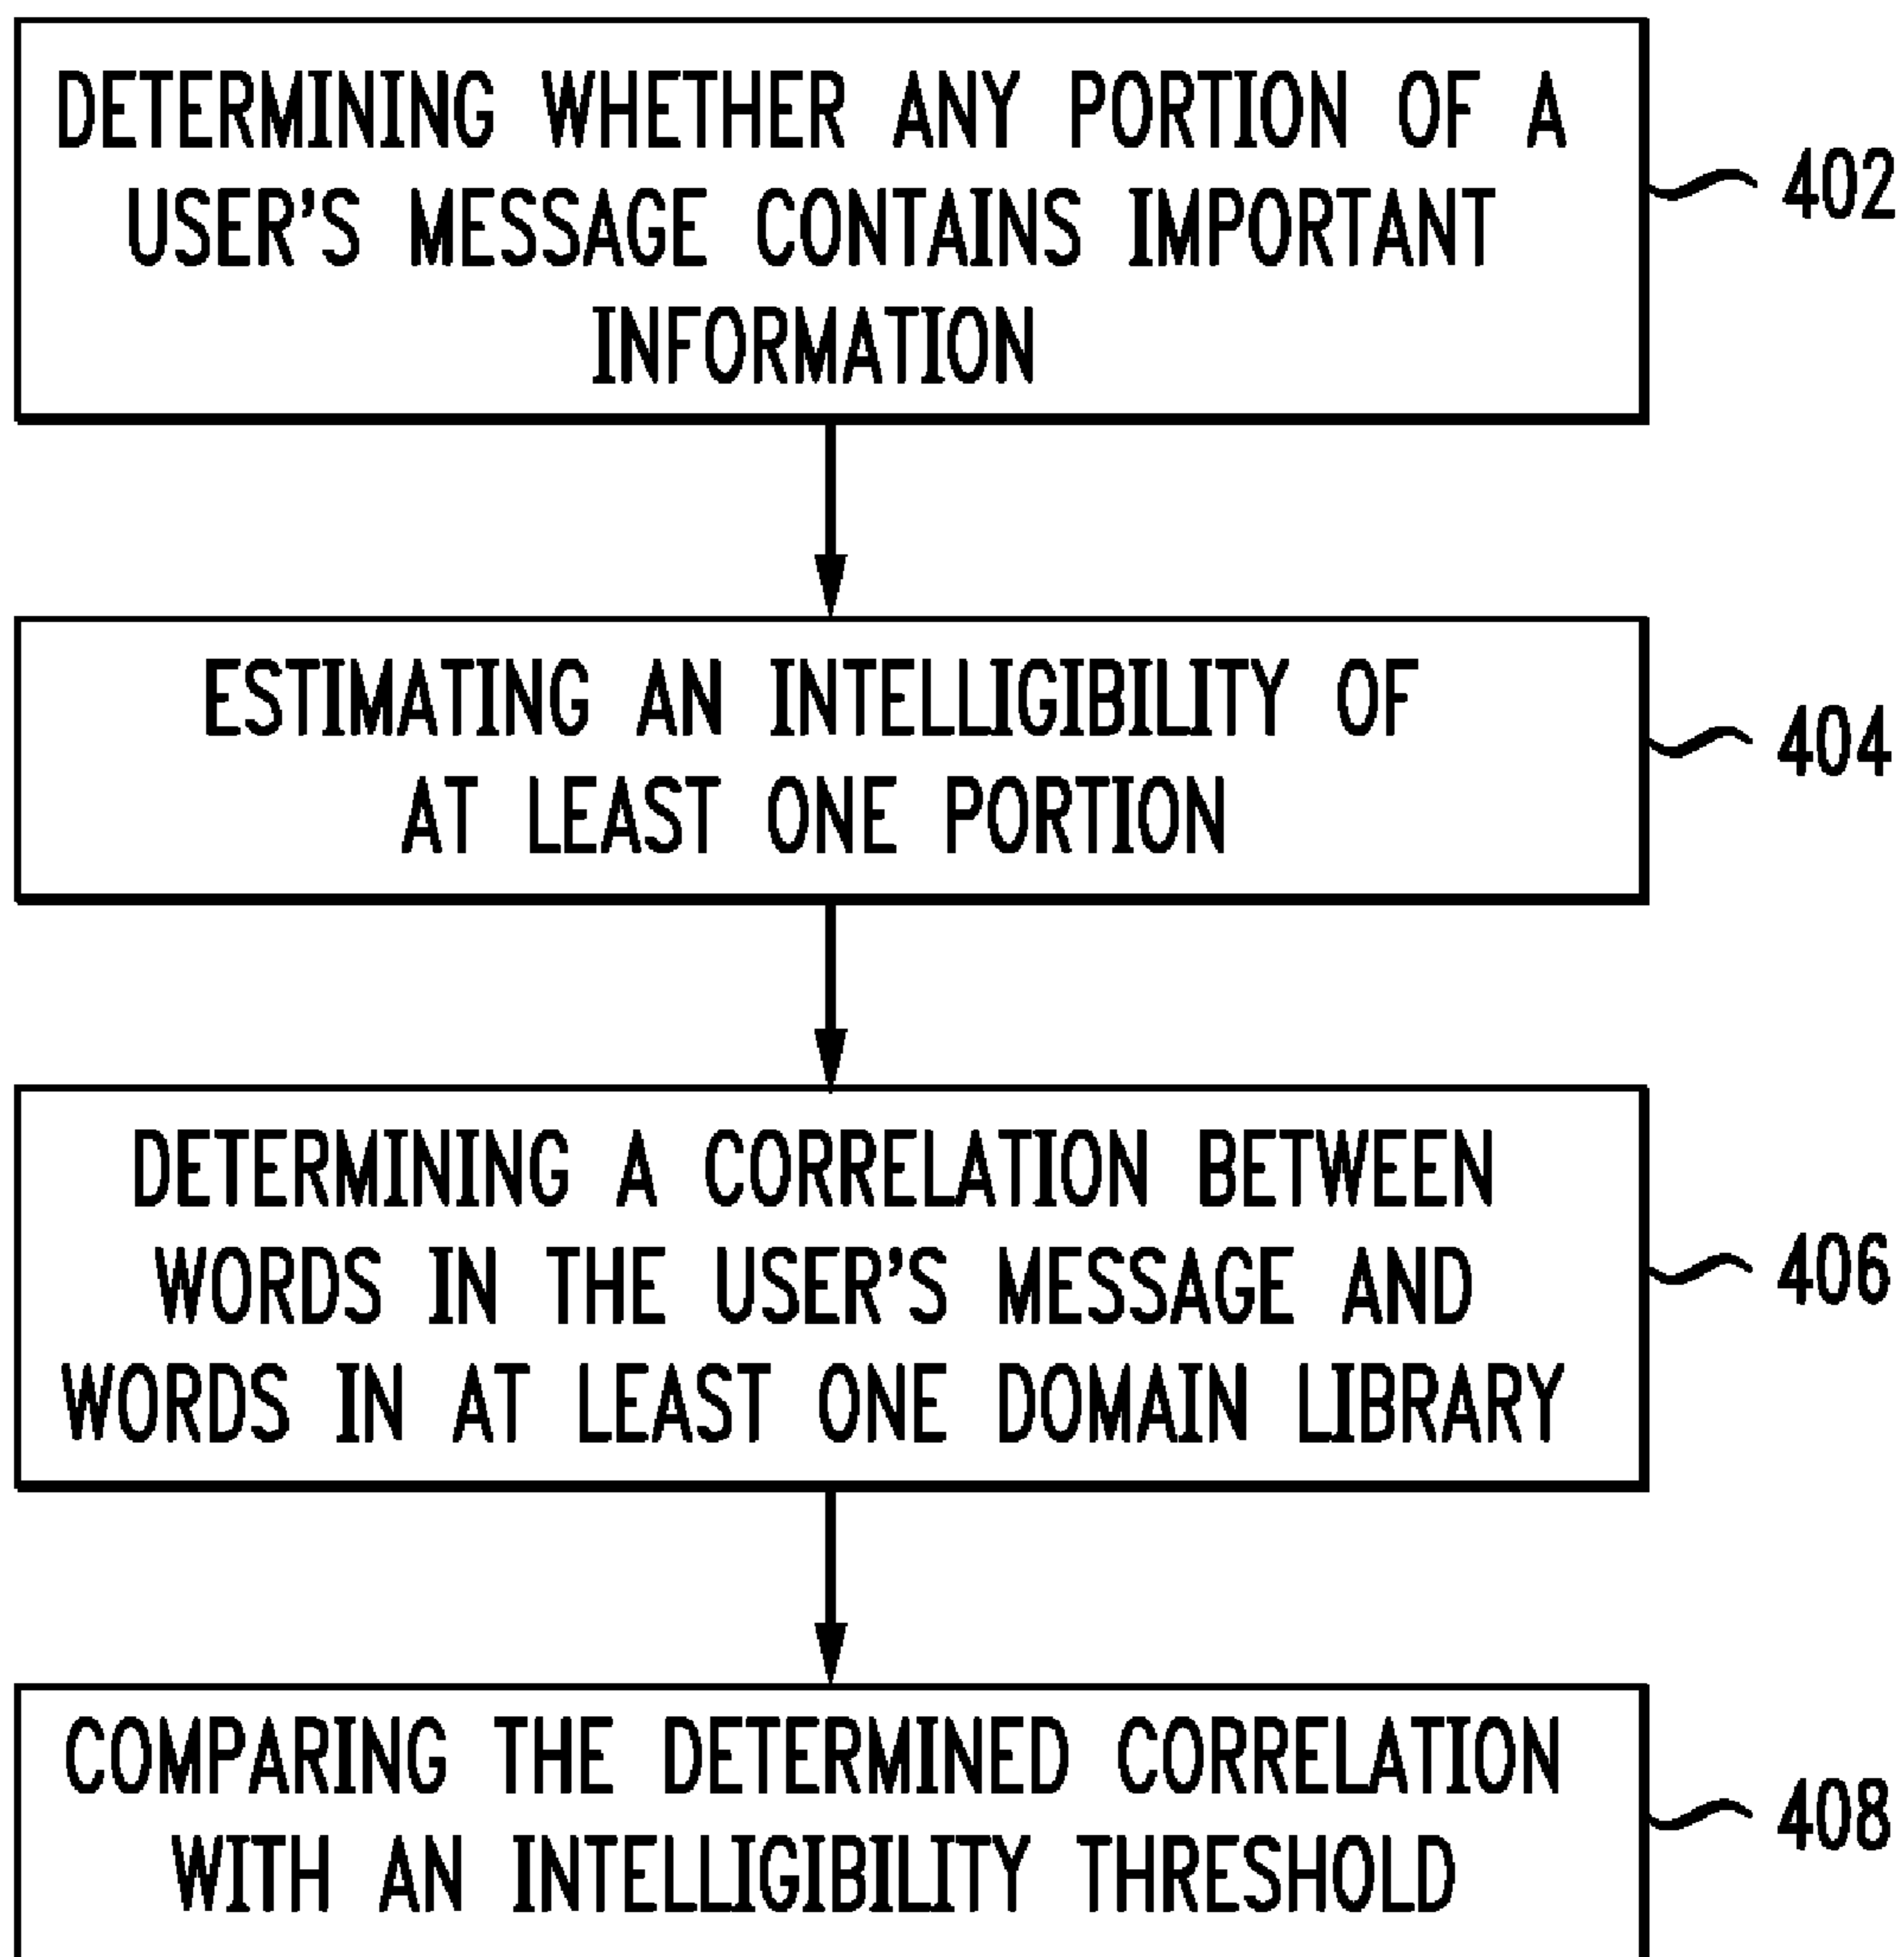 DETERMINING WHETHER ANY PORTION OF A
USER'S MESSAGE CONTAINS IMPORTANT
INFORMATION
402
ESTIMATING AN INTELLIGIBILITY OF
AT LEAST ONE PORTION
404
DETERMINING A CORRELATION BETWEEN
WORDS IN THE USER'S MESSAGE AND
WORDS IN AT LEAST ONE DOMAIN LIBRARY
406
COMPARING THE DETERMINED CORRELATION
WITH AN INTELLIGIBILITY THRESHOLD
408